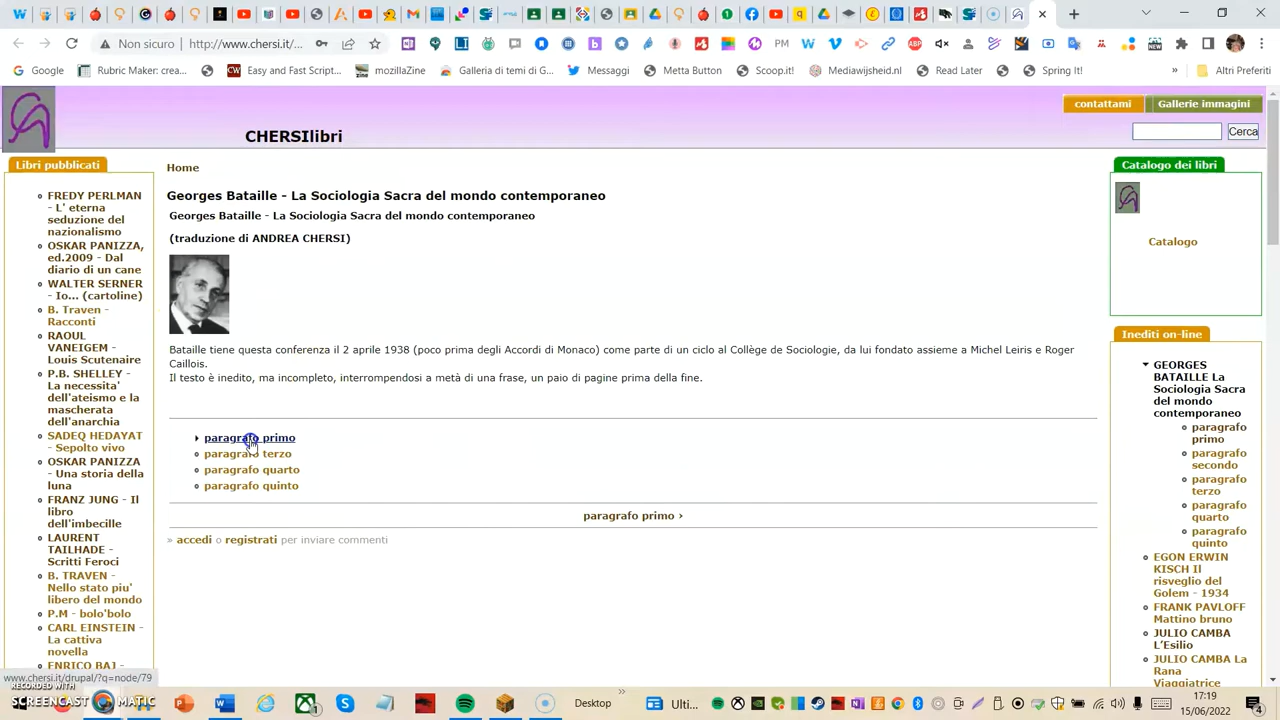 Non sicuro
http://www.chersi.it/...
Google
Rubric Maker: crea...
Easy and Fast Script...
mozillaZine
Galleria di temi di G...
Messaggi
Metta Button
Scoop.it!
Mediawijsheid.nl
Read Later
Spring It!
»
Altri Preferiti
contattami
Gallerie immagini
CHERSIlibri
Cerca
Libri pubblicati
FREDY PERLMAN
- L' eterna
seduzione del
nazionalismo
OSKAR PANIZZA,
ed.2009 - Dal
diario di un cane
WALTER SERNER
- Io... (cartoline)
B. Traven -
Racconti
RAOUL
VANEIGEM -
Louis Scutenaire
P.B. SHELLEY -
La necessita'
dell'ateismo e la
mascherata
dell'anarchia
SADEQ HEDAYAT
- Sepolto vivo
OSKAR PANIZZA
- Una storia della
luna
FRANZ JUNG - Il
libro
dell'imbecille
LAURENT
TAILHADE -
Scritti Feroci
B. TRAVEN -
Nello stato piu'
libero del mondo
P.M - bolo'bolo
CARL EINSTEIN -
La cattiva
novella
ENRICO BAJ -
Home
Georges Bataille - La Sociologia Sacra del mondo contemporaneo
Georges Bataille - La Sociologia Sacra del mondo contemporaneo
(traduzione di ANDREA CHERSI)
Bataille tiene questa conferenza il 2 aprile 1938 (poco prima degli Accordi di Monaco) come parte di un ciclo al Collège de Sociologie, da lui fondato assieme a Michel Leiris e Roger
Caillois.
Il testo è inedito, ma incompleto, interrompendosi a metà di una frase, un paio di pagine prima della fine.
paragrafo primo
paragrafo terzo
paragrafo quarto
paragrafo quinto
paragrafo primo ›
» accedi o registrati per inviare commenti
Catalogo dei libri
Catalogo
Inediti on-line
GEORGES
BATAILLE La
Sociologia Sacra
del mondo
contemporaneo
paragrafo
primo
paragrafo
secondo
paragrafo
terzo
paragrafo
quarto
paragrafo
quinto
EGON ERWIN
KISCH Il
risveglio del
Golem - 1934
FRANK PAVLOFF
Mattino bruno
JULIO CAMBA
L'Esilio
JULIO CAMBA La
Rana
Viaggiatrice
www.chersi.it/drupal/?q=node/79
RECORDED WITH
SCREENCAST MATIC
Desktop
»
Ulti...
17:19
15/06/2022